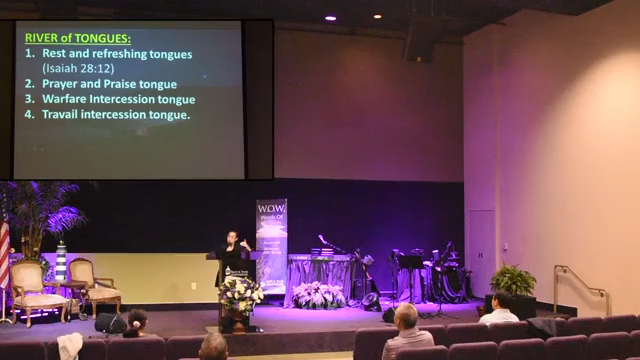 RIVER of TONGUES:
1. Rest and refreshing tongues
(Isaiah 28:12)
2. Prayer and Praise tongue
3. Warfare Intercession tongue
4. Travail intercession tongue.
W.O.W.